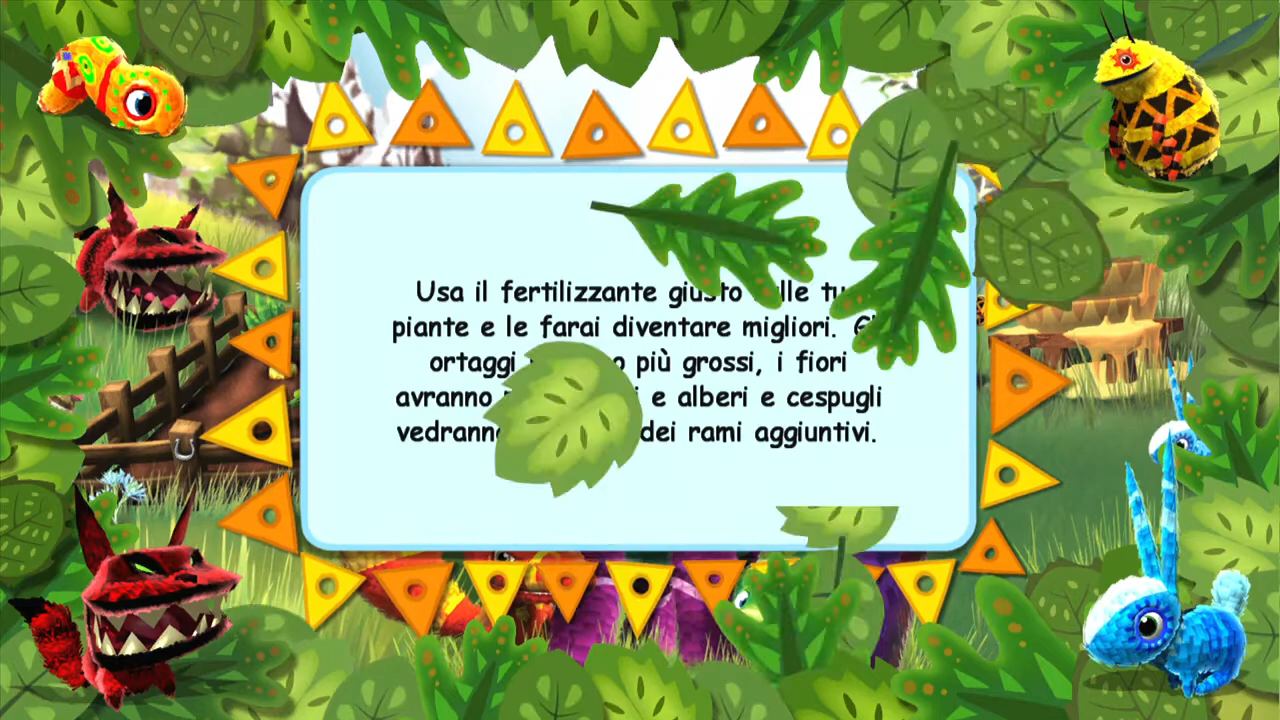 Usa il fertilizzante giusto
piante e le farai diventare migliori.
ortaggi più grossi, i fiori
avranno e alberi e cespugli
dei rami aggiuntivi.